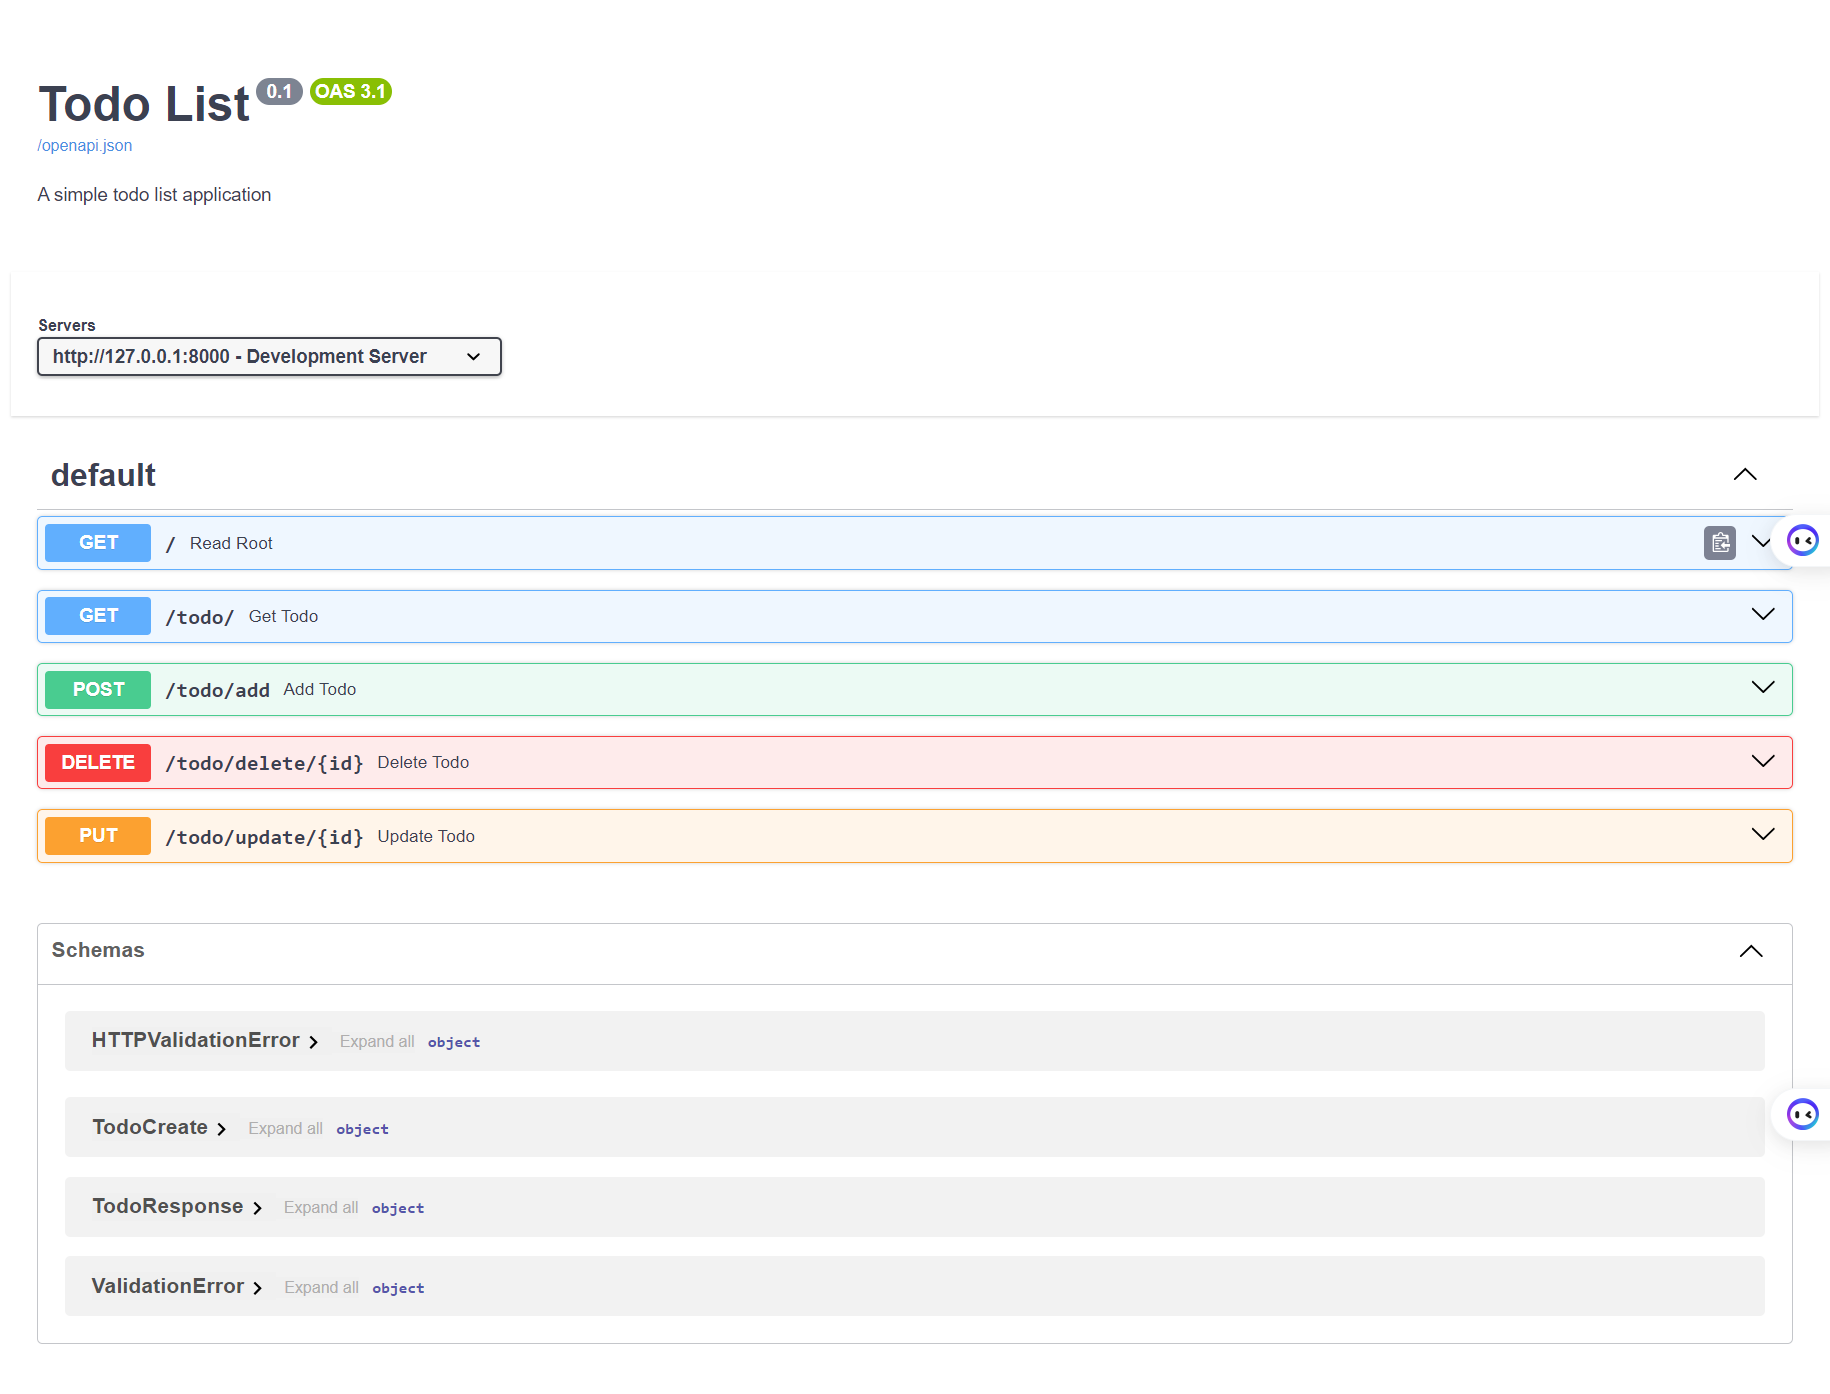 Todo List 0.1 OAS 3.1
/openapi.json
A simple todo list application
Servers
http://127.0.0.1:8000 - Development Server
default
GET / Read Root
GET /todo/ Get Todo
POST /todo/add Add Todo
DELETE /todo/delete/{id} Delete Todo
PUT /todo/update/{id} Update Todo
Schemas
HTTPValidationError Expand all object
TodoCreate Expand all object
TodoResponse Expand all object
ValidationError Expand all object